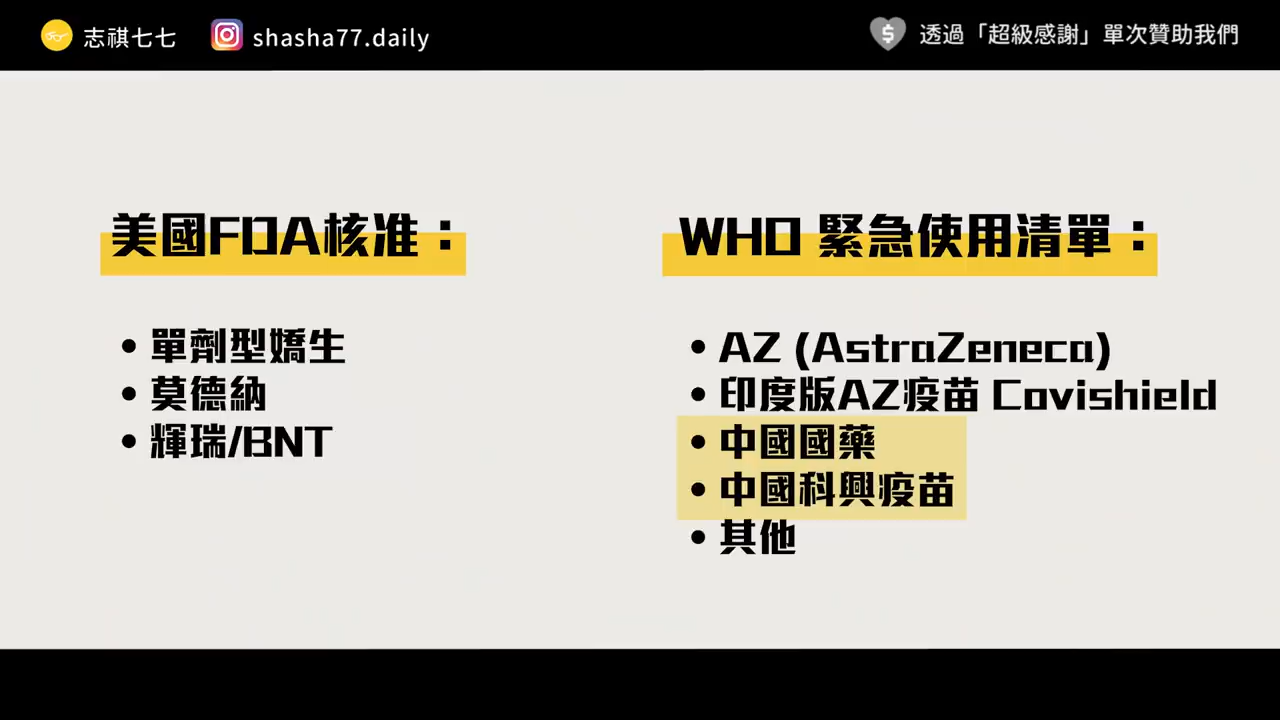 志祺七七 shasha77.daily 透過「超級感謝」單次贊助我們
美國FDA核准：
• 單劑型嬌生
• 莫德納
• 輝瑞/BNT
WHO 緊急使用清單：
• AZ (AstraZeneca)
• 印度版AZ疫苗 Covishield
• 中國國藥
• 中國科興疫苗
• 其他